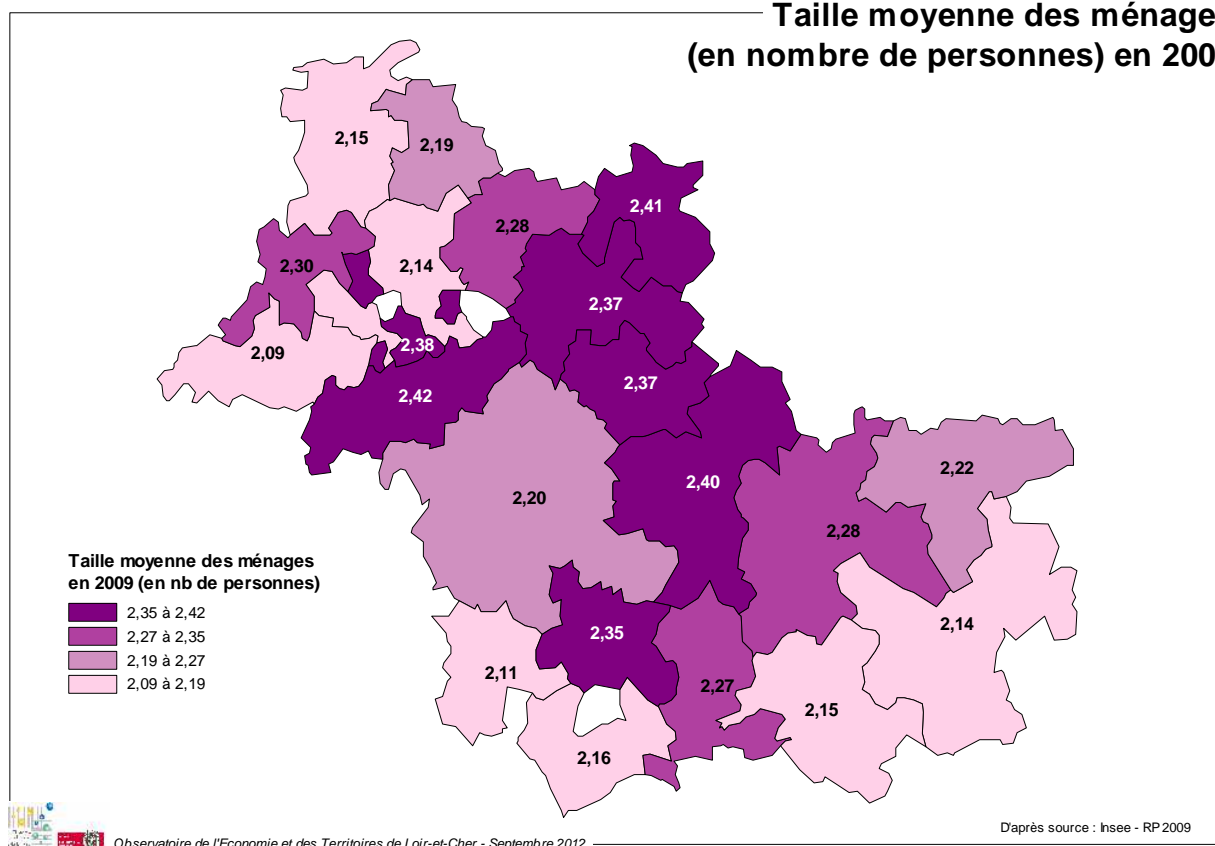 Taille moyenne des ménage
(en nombre de personnes) en 200
2,15
2,19
2,41
2,28
2,14
2,30
2,37
2,38
2,09
2,37
2,42
2,22
2,40
2,20
2,28
2,14
2,35
2,11
2,27
2,15
2,16
Taille moyenne des ménages
en 2009 (en nb de personnes)
2,35 à 2,42
2,27 à 2,35
2,19 à 2,27
2,09 à 2,19
D'après source : Insee - RP 2009
Observatoire de l'Economie et des Territoires de Loir-et-Cher - Septembre 2012